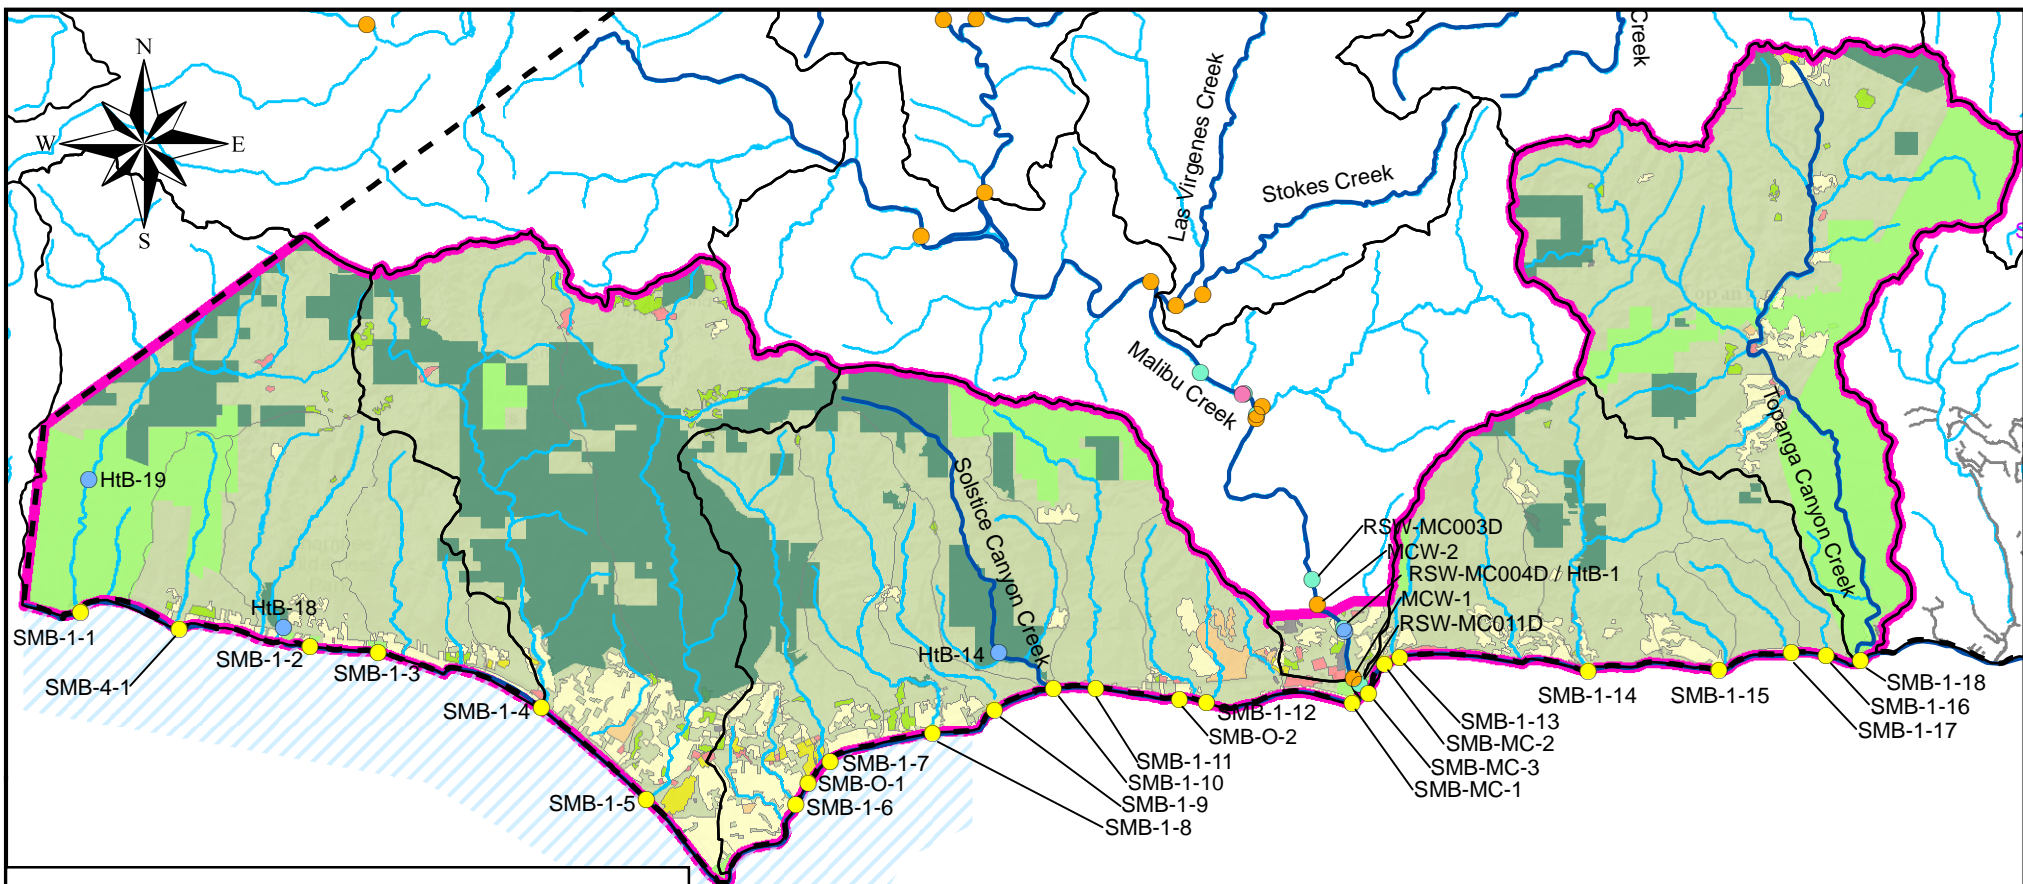 N
W
E
S
Creek
Las Virgenes Creek
Stokes Creek
Malibu Creek
Topanga Canyon Creek
Solstice Canyon Creek
HtB-19
RSW-MC003D
MCW-2
RSW-MC004D / HtB-1
MCW-1
RSW-MC011D
HtB-18
HtB-14
SMB-1-1
SMB-4-1
SMB-1-2
SMB-1-3
SMB-1-4
SMB-1-5
SMB-1-7
SMB-O-1
SMB-1-6
SMB-1-12
SMB-O-2
SMB-1-11
SMB-1-10
SMB-1-9
SMB-1-8
SMB-1-13
SMB-MC-2
SMB-MC-3
SMB-MC-1
SMB-1-14
SMB-1-15
SMB-1-18
SMB-1-16
SMB-1-17